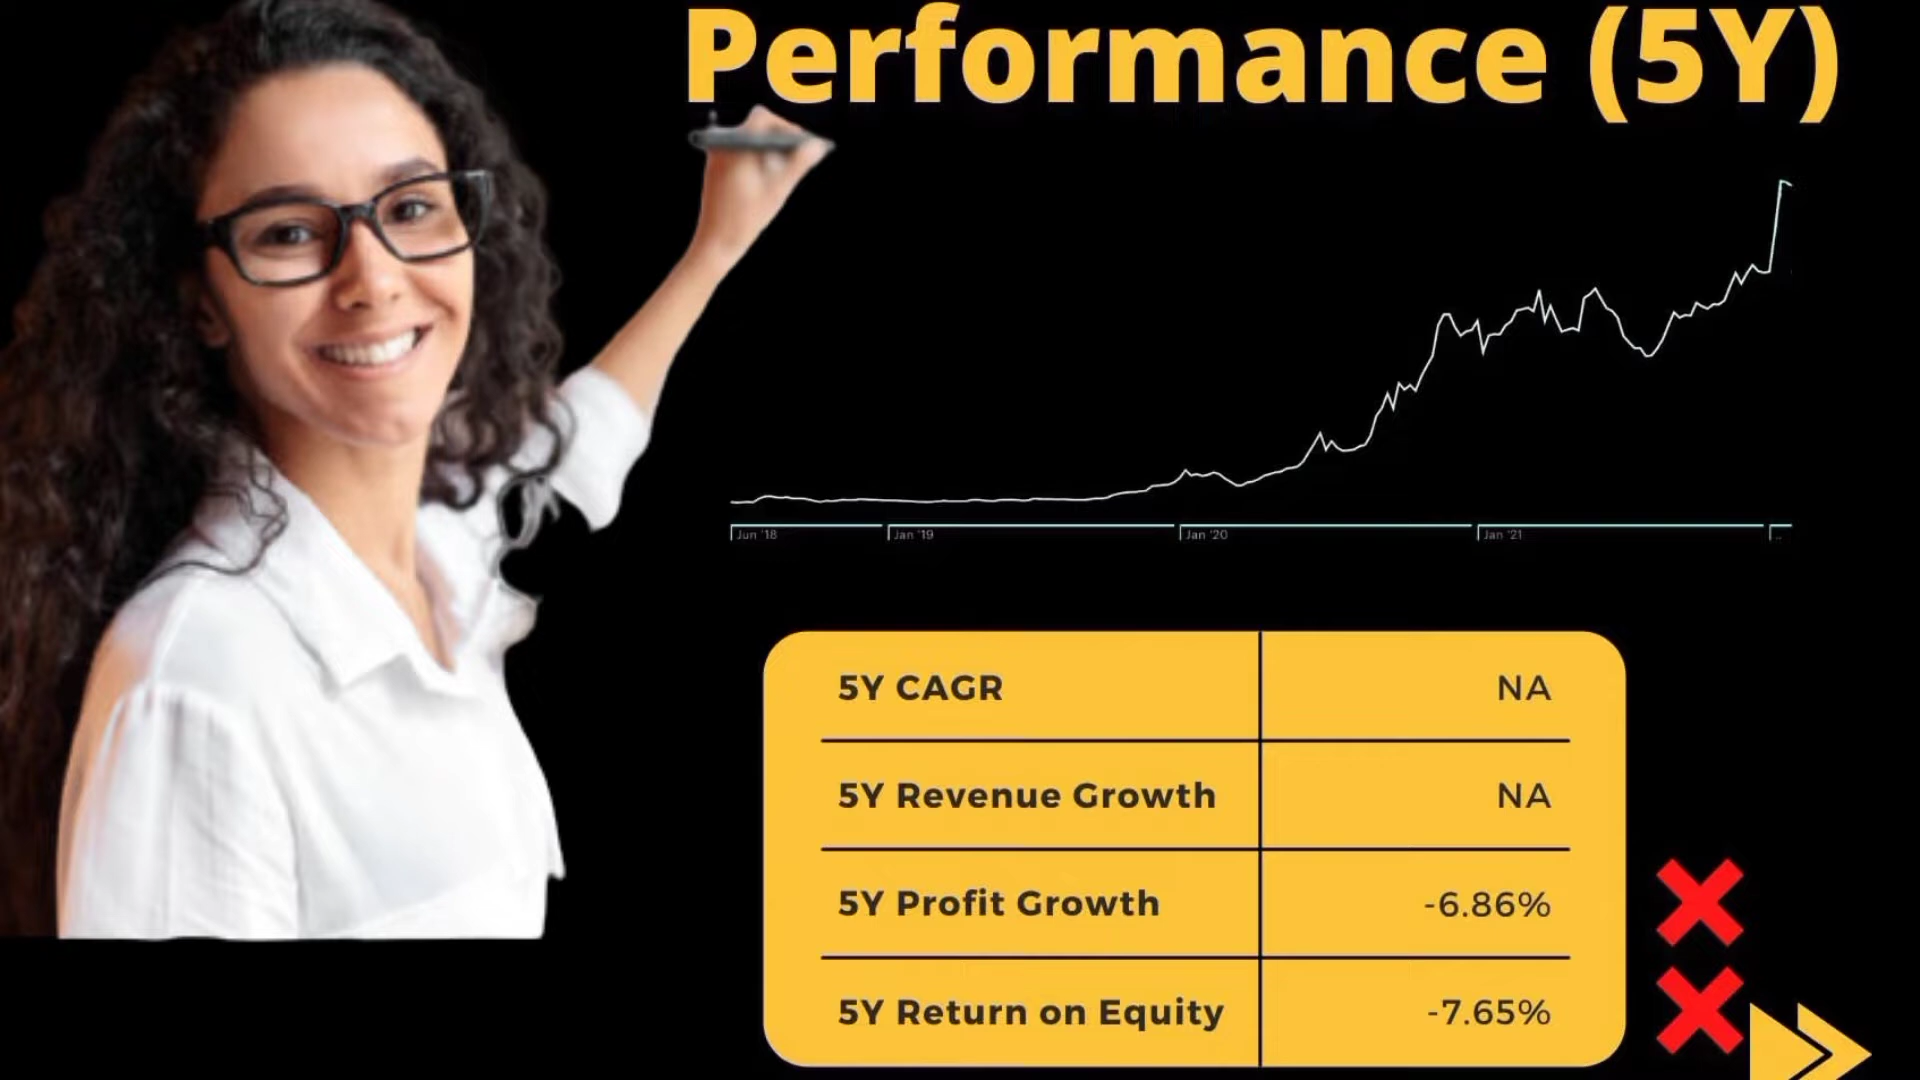 Performance (5Y)
Jun '18
Jan '19
Jan '20
Jan '21
5Y CAGR NA
5Y Revenue Growth NA
5Y Profit Growth -6.86%
5Y Return on Equity -7.65%